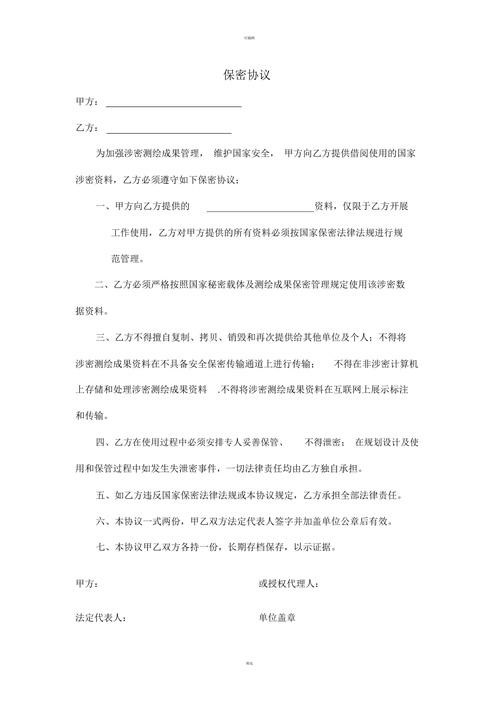 保密协议
甲方：
乙方：
为加强涉密测绘成果管理， 维护国家安全， 甲方向乙方提供借阅使用的国家
涉密资料，乙方必须遵守如下保密协议；
一、甲方向乙方提供的 ____________________资料，仅限于乙方开展
工作使用，乙方对甲方提供的所有资料必须按国家保密法律法规进行规
范管理。
二、乙方必须严格按照国家秘密载体及测绘成果保密管理规定使用该涉密数
据资料。
三、乙方不得擅自复制、拷贝、销毁和再次提供给其他单位及个人；不得将
涉密测绘成果资料在不具备安全保密传输通道上进行传输； 不得在非涉密计算机
上存储和处理涉密测绘成果资料 .不得将涉密测绘成果资料在互联网上展示标注
和传输。
四、乙方在使用过程中必须安排专人妥善保管、 不得泄密； 在规划设计及使
用和保管过程中如发生失泄密事件，一切法律责任均由乙方独自承担。
五、如乙方违反国家保密法律法规或本协议规定，乙方承担全部法律责任。
六、本协议一式两份，甲乙双方法定代表人签字并加盖单位公章后有效。
七、本协议甲乙双方各持一份，长期存档保存，以示证据。
甲方： 或授权代理人：
法定代表人： 单位盖章